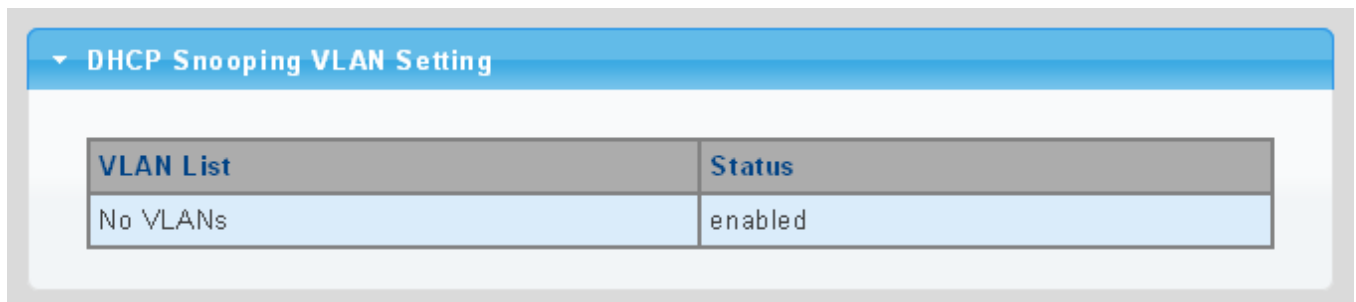 DHCP Snooping VLAN Setting
VLAN List Status
No VLANs enabled